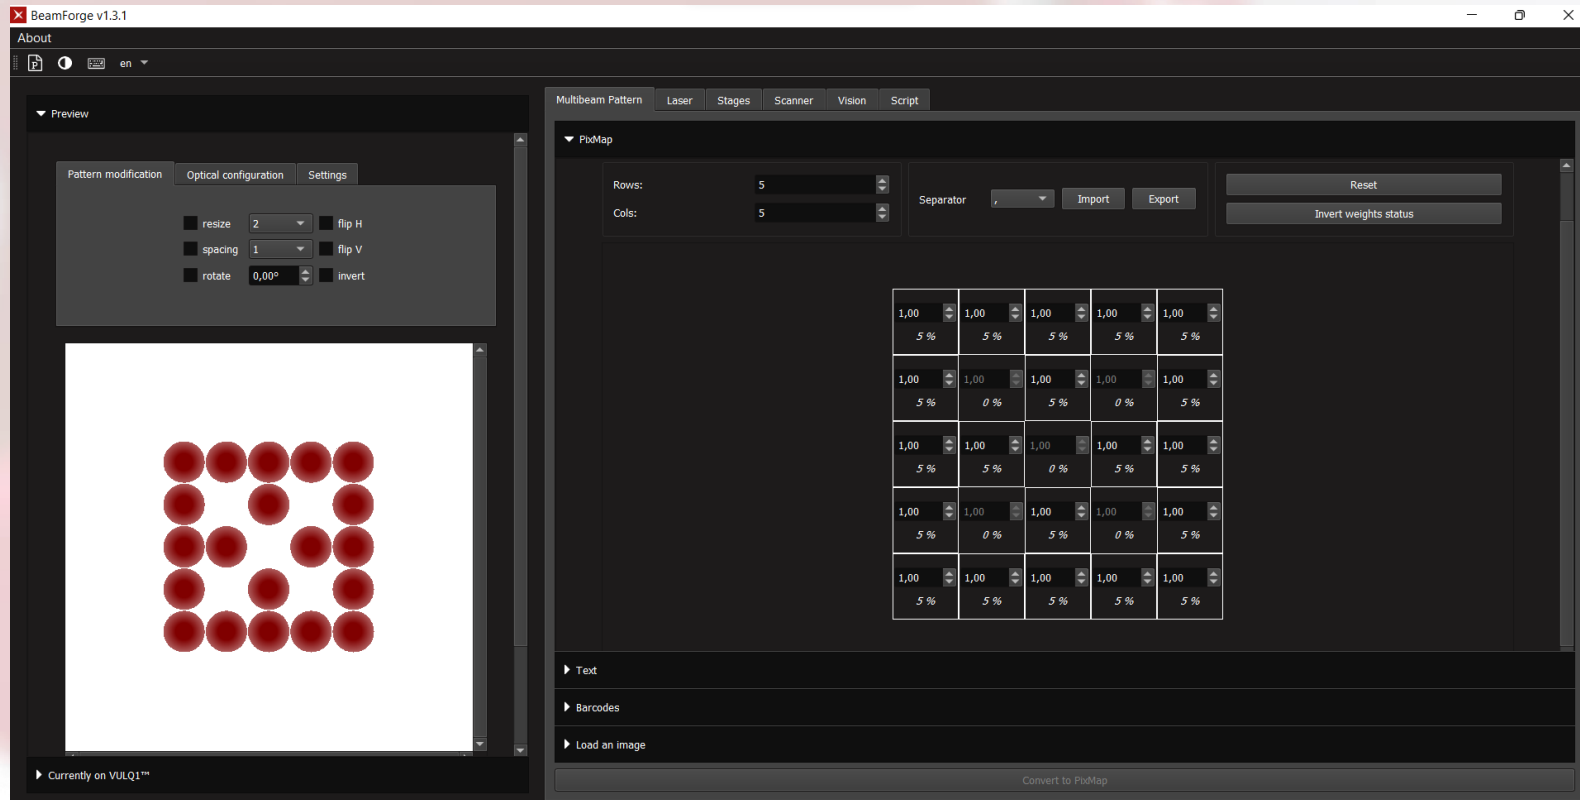 BeamForge v1.3.1
About
en
Preview
Pattern modification Optical configuration Settings
resize 2 flip H
spacing 1 flip V
rotate 0,00º invert
Currently on VULQ1™
Multibeam Pattern Laser Stages Scanner Vision Script
PixMap
Rows: 5
Cols: 5
Separator , Import Export
Reset
Invert weights status
1,00 1,00 1,00 1,00 1,00
5 % 5 % 5 % 5 % 5 %
1,00 1,00 1,00 1,00 1,00
5 % 0 % 5 % 0 % 5 %
1,00 1,00 1,00 1,00 1,00
5 % 5 % 0 % 5 % 5 %
1,00 1,00 1,00 1,00 1,00
5 % 0 % 5 % 0 % 5 %
1,00 1,00 1,00 1,00 1,00
5 % 5 % 5 % 5 % 5 %
Text
Barcodes
Load an image
Convert to PixMap